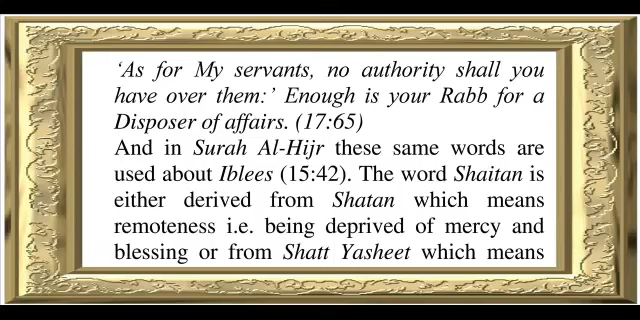 ‘As for My servants, no authority shall you
have over them:’ Enough is your Rabb for a
Disposer of affairs. (17:65)
And in Surah Al-Hijr these same words are
used about Iblees (15:42). The word Shaitan is
either derived from Shatan which means
remoteness i.e. being deprived of mercy and
blessing or from Shatt Yasheet which means